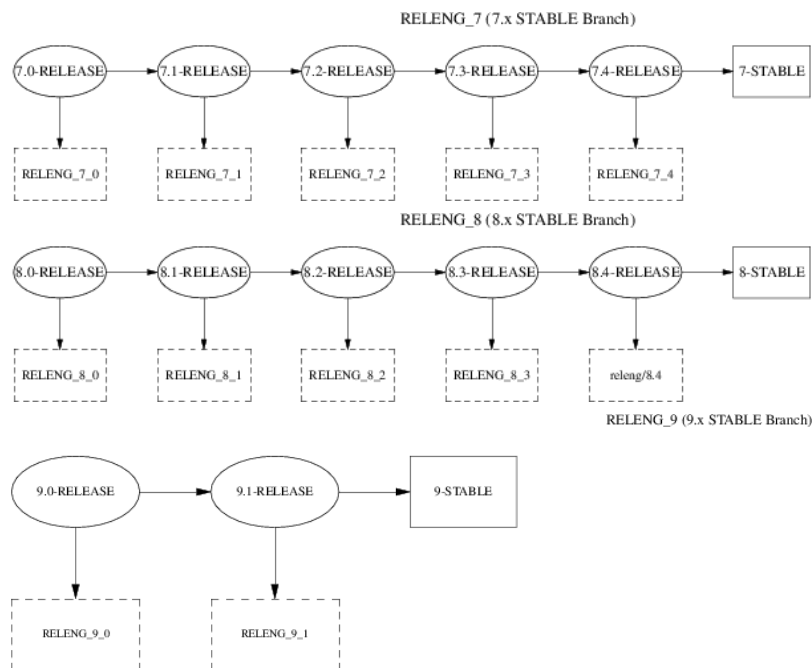 RELENG_7 (7.x STABLE Branch)
7.0-RELEASE 7.1-RELEASE 7.2-RELEASE 7.3-RELEASE 7.4-RELEASE 7-STABLE
RELENG_7_0 RELENG_7_1 RELENG_7_2 RELENG_7_3 RELENG_7_4
RELENG_8 (8.x STABLE Branch)
8.0-RELEASE 8.1-RELEASE 8.2-RELEASE 8.3-RELEASE 8.4-RELEASE 8-STABLE
RELENG_8_0 RELENG_8_1 RELENG_8_2 RELENG_8_3 releng/8.4
RELENG_9 (9.x STABLE Branch)
9.0-RELEASE 9.1-RELEASE 9-STABLE
RELENG_9_0 RELENG_9_1